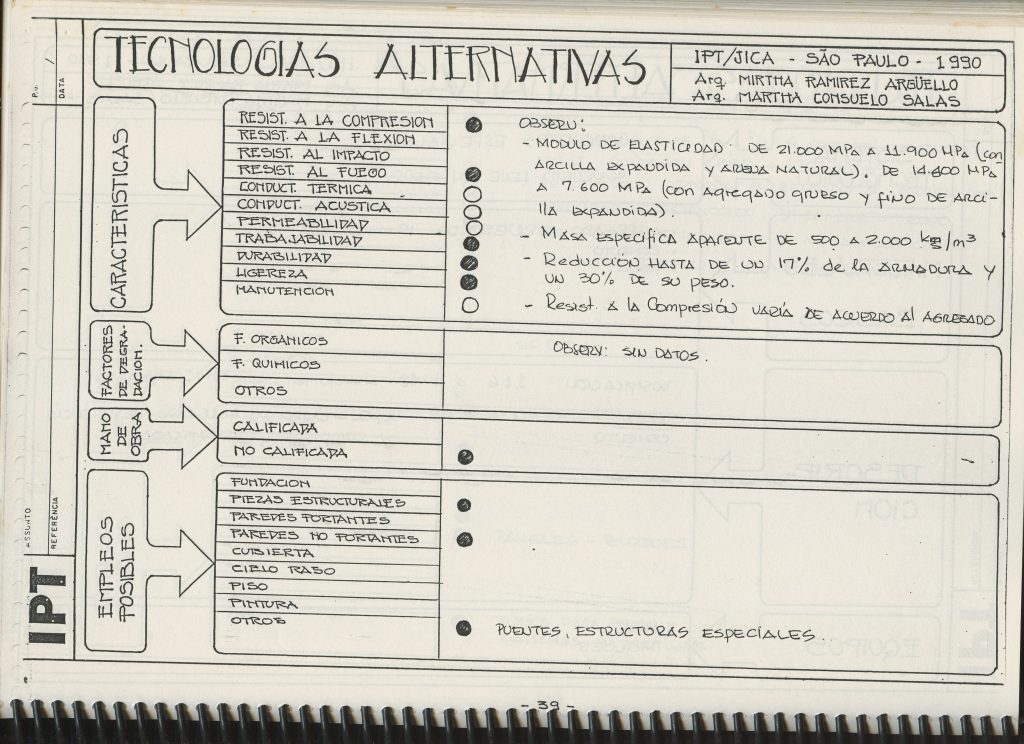 TECNOLOGIAS ALTERNATIVAS
IPT/JICA - SÃO PAULO - 1990
Arq. MIRTHA RAMIREZ ARGÜELLO
Arq. MARTHA CONSUELO SALAS
P.U.
DATA
/
CARACTERISTICAS
RESIST. A LA COMPRESION
RESIST. A LA FLEXION
RESIST. AL IMPACTO
RESIST. AL FUEGO
CONDUCT. TERMICA
CONDUCT. ACUSTICA
PERMEABILIDAD
TRABAJABILIDAD
DURABILIDAD
LIGEREZA
MANUTENCION
OBSERV:
- MODULO DE ELASTICIDAD DE 21.000 MPa A 11.900 MPa (con
ARCILLA EXPANDIDA Y ARENA NATURAL). DE 14.600 MPa
A 7.600 MPa (con Agregado grueso y fino DE ARCI-
lla EXPANDIDA).
- MASA ESPECÍFICA APARENTE DE 500 A 2.000 kg/m³
- REDUCCIÓN HASTA DE UN 17% de la ARMADURA Y
UN 30% DE SU PESO.
- Resist. A la Compresión VARÍA DE ACUERDO Al AGREGADO
FACTORES
DE DEGRA-
DACION.
F. ORGANICOS
F. QUIMICOS
OTROS
OBSERV: SIN DATOS.
MANO
DE
OBRA
CALIFICADA
NO CALIFICADA
EMPLEOS
POSIBLES
FUNDACION
PIEZAS ESTRUCTURALES
PAREDES PORTANTES
PAREDES NO PORTANTES
CUBIERTA
CIELO RASO
PISO
PINTURA
OTROS
PUENTES, ESTRUCTURAS ESPECIALES.
ASSUNTO
REFERÊNCIA
IPT
- 39 -